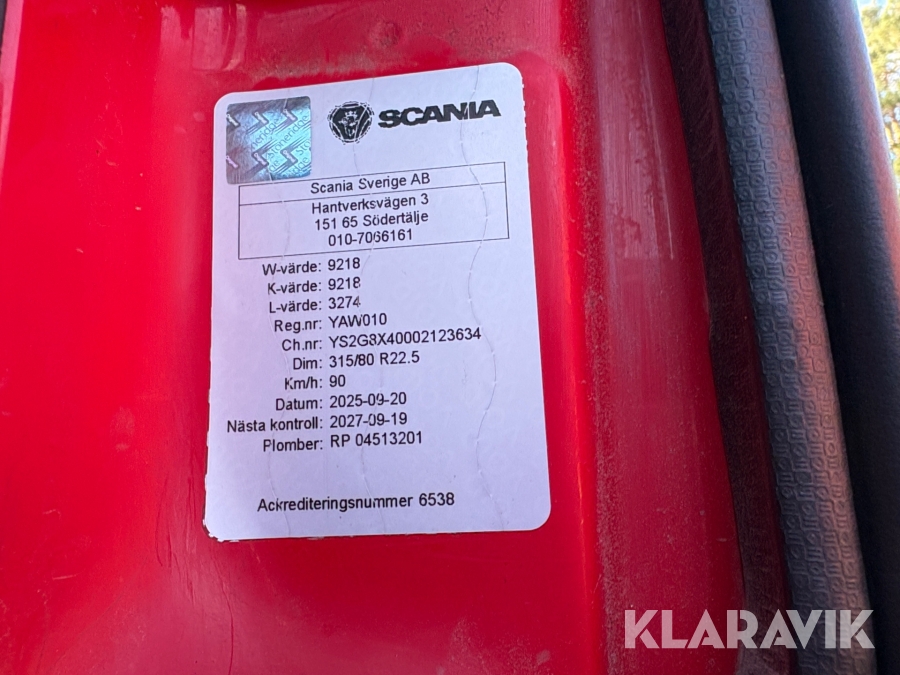 SCANIA
Scania Sverige AB
Hantverksvägen 3
151 65 Södertälje
010-7066161
W-värde: 9218
K-värde: 9218
L-värde: 3274
Reg.nr: YAW010
Ch.nr: YS2G8X40002123634
Dim: 315/80 R22.5
Km/h: 90
Datum: 2025-09-20
Nästa kontroll: 2027-09-19
Plomber: RP 04513201
Ackrediteringsnummer 6538
KLARAVIK